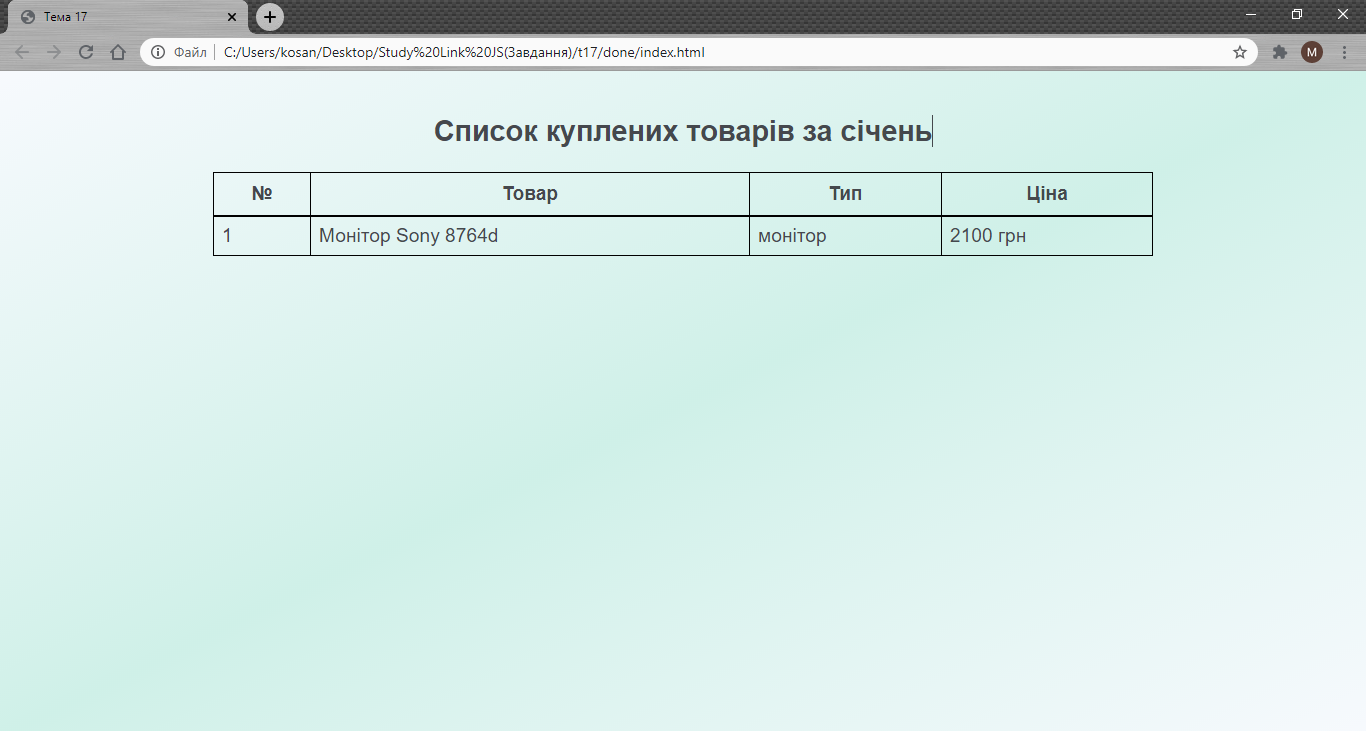 Тема 17
Файл C:/Users/kosan/Desktop/Study%20Link%20JS(Завдання)/t17/done/index.html
M
Список куплених товарів за січень
№ Товар Тип Ціна
1 Монітор Sony 8764d монітор 2100 грн